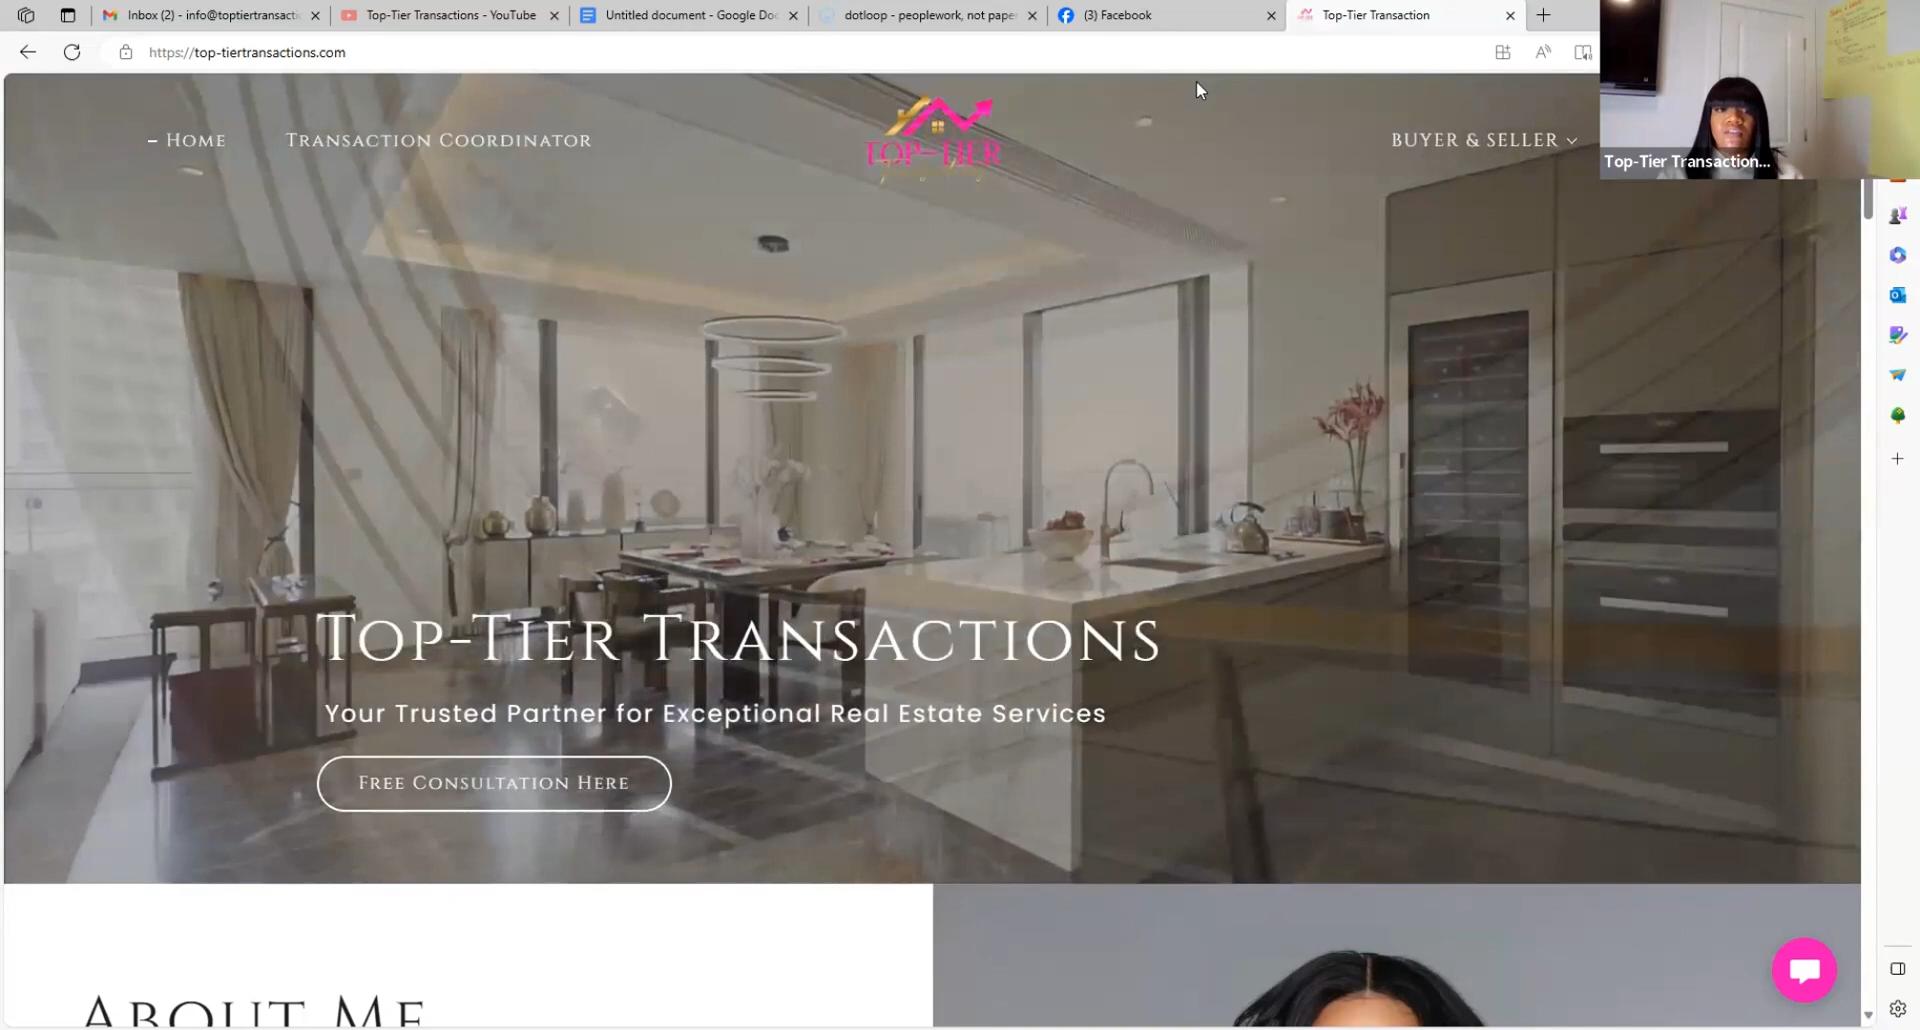 Inbox (2) - info@toptiertransacti
Top-Tier Transactions - YouTube
Untitled document - Google Doc
dotloop - peoplework, not paper
(3) Facebook
Top-Tier Transaction
https://top-tiertransactions.com
Home
TRANSACTION COORDINATOR
TOP-TIER
BUYER & SELLER
Top-Tier Transaction...
TOP-TIER TRANSACTIONS
Your Trusted Partner for Exceptional Real Estate Services
FREE CONSULTATION HERE
ABOUT ME